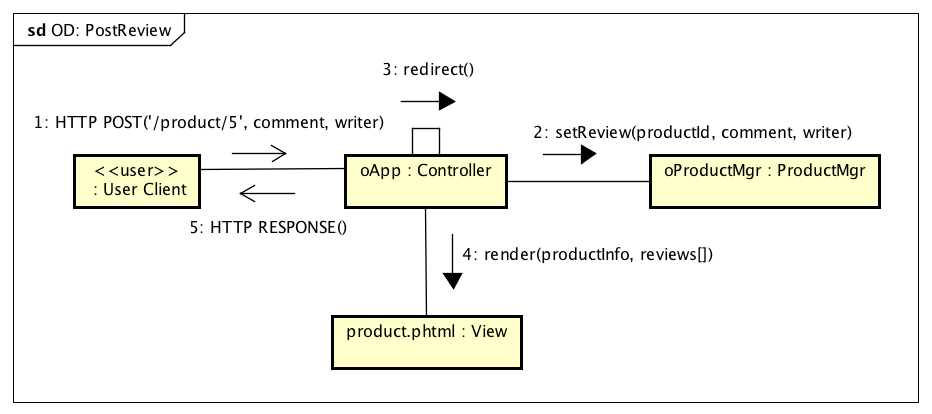 sd OD: PostReview
3: redirect()
1: HTTP POST('/product/5', comment, writer)
2: setReview(productId, comment, writer)
<<user>>
: User Client
oApp : Controller
oProductMgr : ProductMgr
5: HTTP RESPONSE()
4: render(productInfo, reviews[])
product.phtml : View